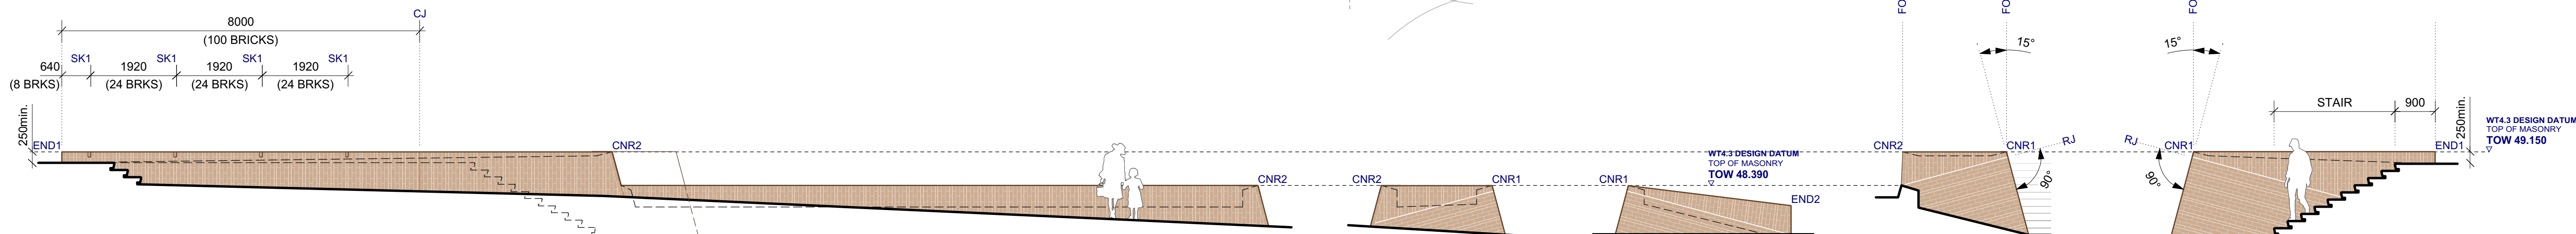 8000
(100 BRICKS)
CJ
640
(8 BRKS)
SK1
1920
(24 BRKS)
SK1
1920
(24 BRKS)
SK1
1920
(24 BRKS)
SK1
250min.
END1
CNR2
CNR2
CNR2
CNR1
CNR1
WT4.3 DESIGN DATUM
TOP OF MASONRY
TOW 48.390
END2
FO
FO
FO
15°
15°
CNR2
CNR1
RJ
90°
RJ
CNR1
90°
STAIR
900
250min.
END1
WT4.3 DESIGN DATUM
TOP OF MASONRY
TOW 49.150